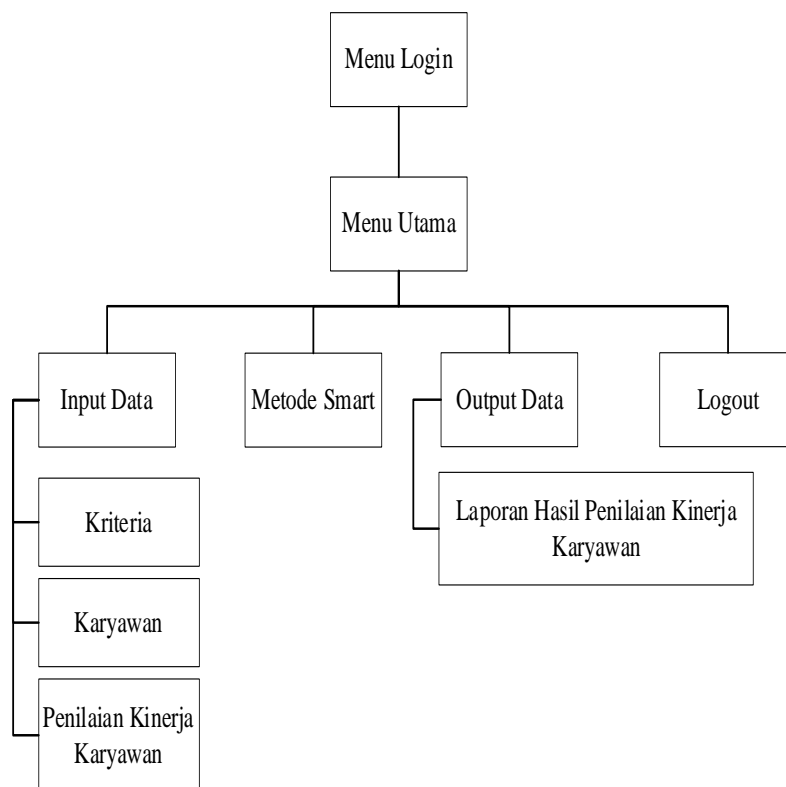 Menu Login
Menu Utama
Input Data
Metode Smart
Output Data
Logout
Kriteria
Laporan Hasil Penilaian Kinerja
Karyawan
Karyawan
Penilaian Kinerja
Karyawan